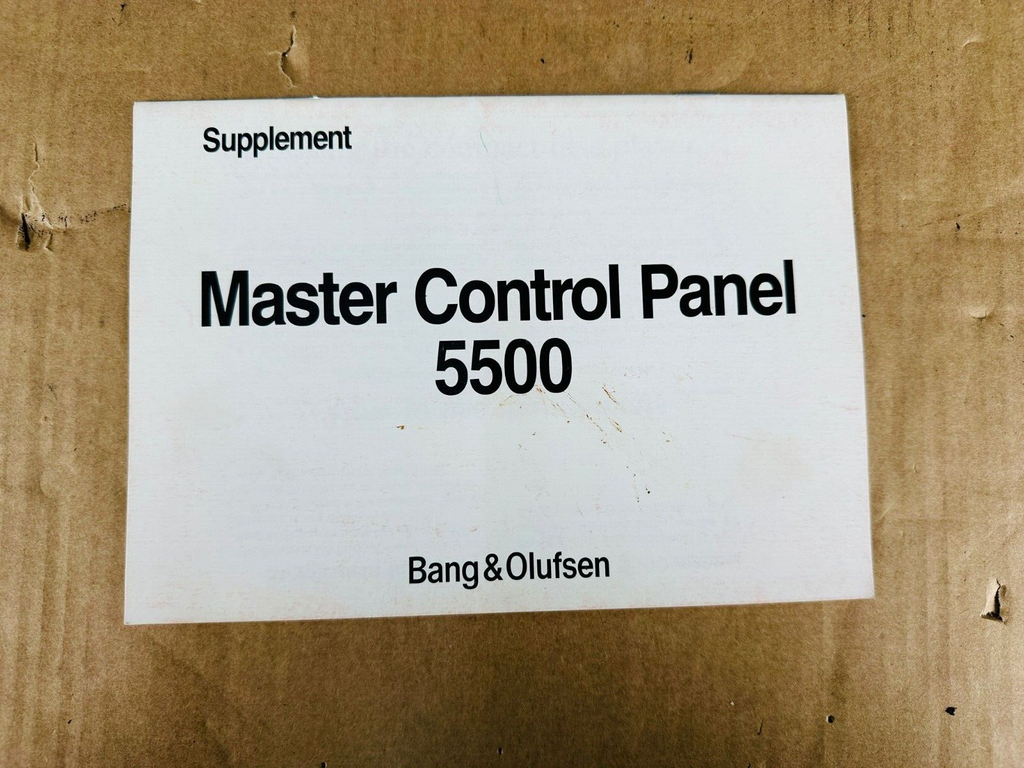 Supplement
Master Control Panel
5500
Bang & Olufsen